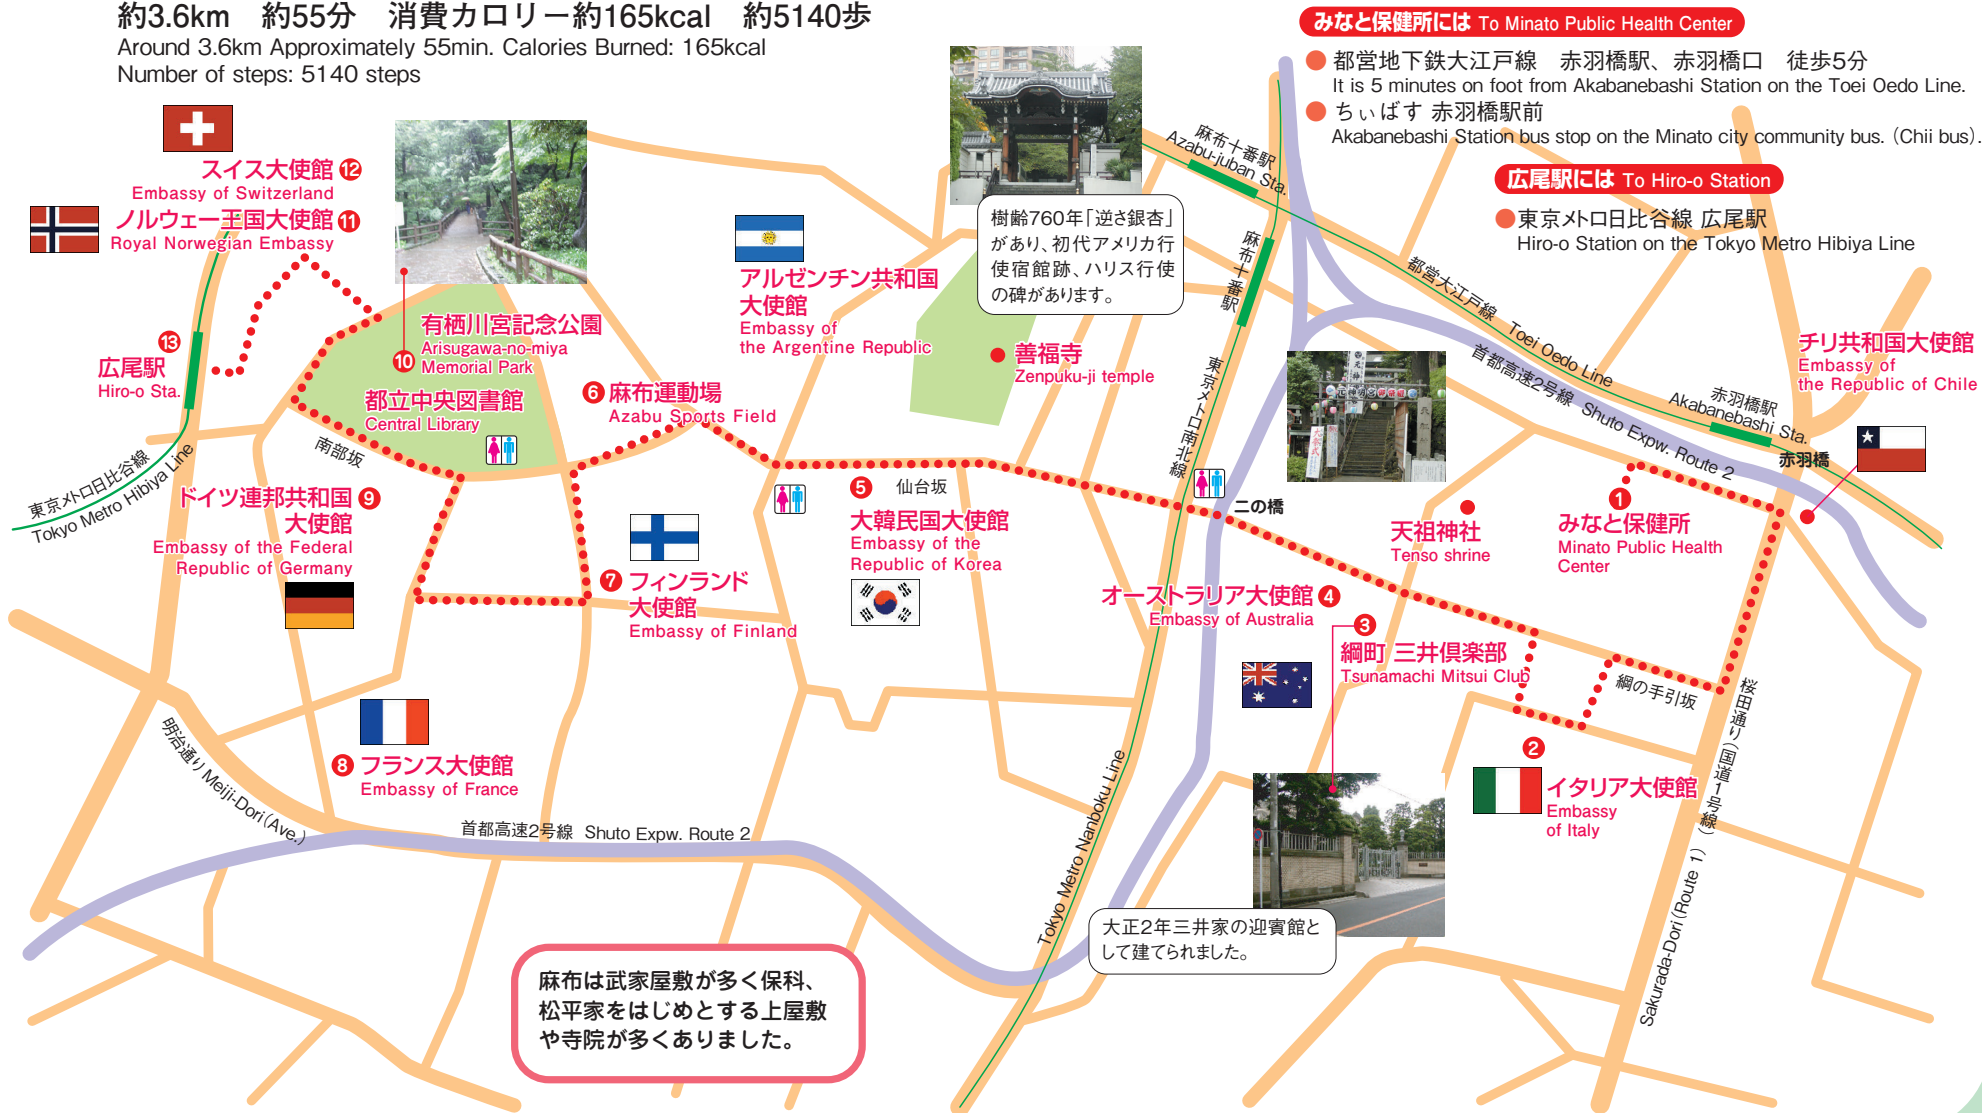 約3.6km 約55分 消費カロリー約165kcal 約5140歩
Around 3.6km Approximately 55min. Calories Burned: 165kcal
Number of steps: 5140 steps
みなと保健所には To Minato Public Health Center
都営地下鉄大江戸線 赤羽橋駅、赤羽橋口 徒歩5分
It is 5 minutes on foot from Akabanebashi Station on the Toei Oedo Line.
ちぃばす 赤羽橋駅前
Akabanebashi Station bus stop on the Minato city community bus. (Chii bus).
広尾駅には To Hiro-o Station
東京メトロ日比谷線 広尾駅
Hiro-o Station on the Tokyo Metro Hibiya Line
スイス大使館 12
Embassy of Switzerland
ノルウェー王国大使館 11
Royal Norwegian Embassy
13
広尾駅
Hiro-o Sta.
有栖川宮記念公園
10 Arisugawa-no-miya
Memorial Park
都立中央図書館
Central Library
南部坂
東京メトロ日比谷線
Tokyo Metro Hibiya Line
アルゼンチン共和国
大使館
Embassy of
the Argentine Republic
6 麻布運動場
Azabu Sports Field
樹齢760年「逆さ銀杏」
があり、初代アメリカ行
使宿館跡、ハリス行使
の碑があります。
善福寺
Zenpuku-ji temple
麻布十番駅
Azabu-juban Sta.
麻布十番駅
東京メトロ南北線
都営大江戸線 Toei Oedo Line
首都高速2号線 Shuto Expw. Route 2
赤羽橋駅
Akabanebashi Sta.
赤羽橋
チリ共和国大使館
Embassy of
the Republic of Chile
ドイツ連邦共和国 9
大使館
Embassy of the Federal
Republic of Germany
7 フィンランド
大使館
Embassy of Finland
5 仙台坂
大韓民国大使館
Embassy of the
Republic of Korea
二の橋
天祖神社
Tenso shrine
1
みなと保健所
Minato Public Health
Center
オーストラリア大使館 4
Embassy of Australia
3
綱町 三井倶楽部
Tsunamachi Mitsui Club
綱の手引坂
桜田通り(国道1号線)
Sakurada-Dori (Route 1)
2
イタリア大使館
Embassy
of Italy
8 フランス大使館
Embassy of France
明治通り Meiji-Dori (Ave.)
首都高速2号線 Shuto Expw. Route 2
Tokyo Metro Nanboku Line
大正2年三井家の迎賓館と
して建てられました。
麻布は武家屋敷が多く保科、
松平家をはじめとする上屋敷
や寺院が多くありました。